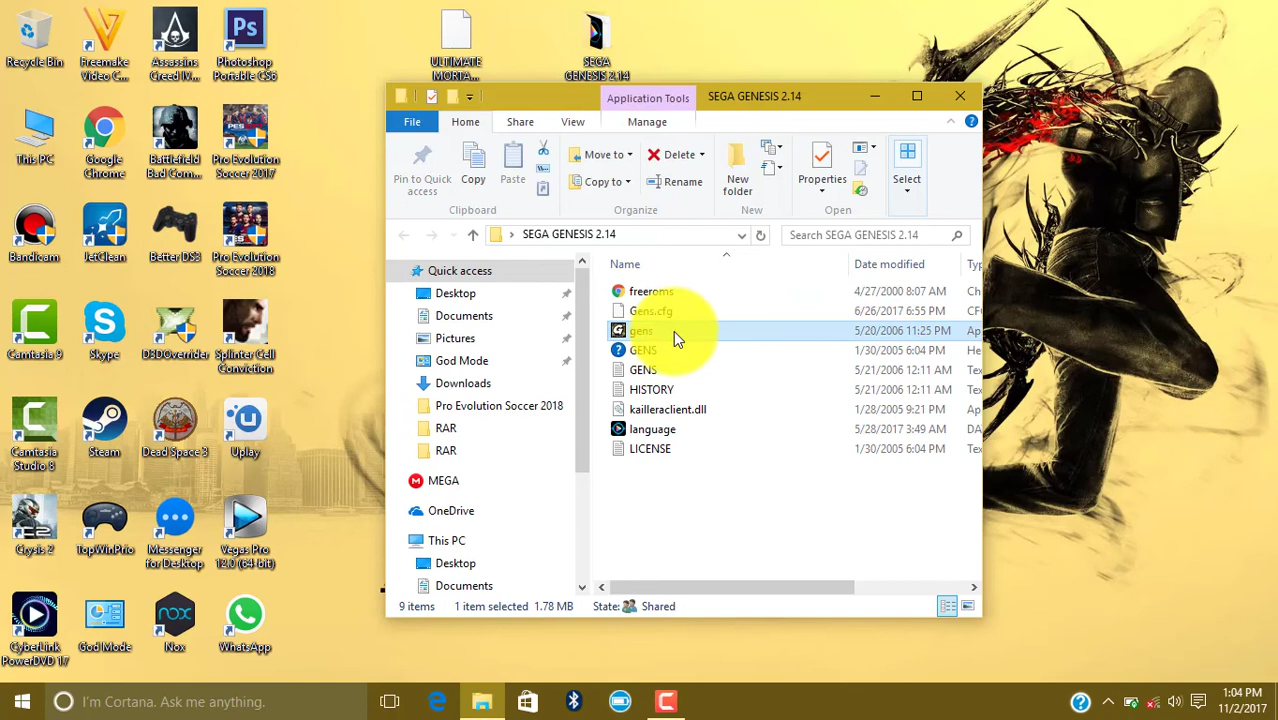 Recycle Bin
Freemake
Video C...
Assassins
Creed IV...
Photoshop
Portable CS6
ULTIMATE
MORTA...
SEGA
GENESIS 2.14
This PC
Google
Chrome
Battlefield
Bad Com...
Pro Evolution
Soccer 2017
Bandicam
JetClean
Better DS3
Pro Evolution
Soccer 2018
Camtasia 9
Skype
D3DOverrider
Splinter Cell
Conviction
Camtasia
Studio 8
Steam
Dead Space 3
Uplay
Crysis 2
TopWinPrio
Messenger
for Desktop
Vegas Pro
12.0 (64-bit)
CyberLink
PowerDVD 17
God Mode
Nox
WhatsApp
Application Tools
SEGA GENESIS 2.14
File
Home
Share
View
Manage
Pin to Quick
access
Copy
Paste
Move to
Copy to
Delete
Rename
New
folder
Properties
Select
Clipboard
Organize
New
Open
SEGA GENESIS 2.14
Search SEGA GENESIS 2.14
Quick access
Desktop
Documents
Pictures
God Mode
Downloads
Pro Evolution Soccer 2018
RAR
RAR
MEGA
OneDrive
This PC
Desktop
Documents
Name Date modified Ty
freeroms 4/27/2000 8:07 AM Ch
Gens.cfg 6/26/2017 6:55 PM CF
gens 5/20/2006 11:25 PM Ap
GENS 1/30/2005 6:04 PM He
GENS 5/21/2006 12:11 AM Te
HISTORY 5/21/2006 12:11 AM Te
kailleraclient.dll 1/28/2005 9:21 PM Ap
language 5/28/2017 3:49 AM DA
LICENSE 1/30/2005 6:04 PM Te
9 items 1 item selected 1.78 MB State: Shared
I'm Cortana. Ask me anything.
1:04 PM
11/2/2017